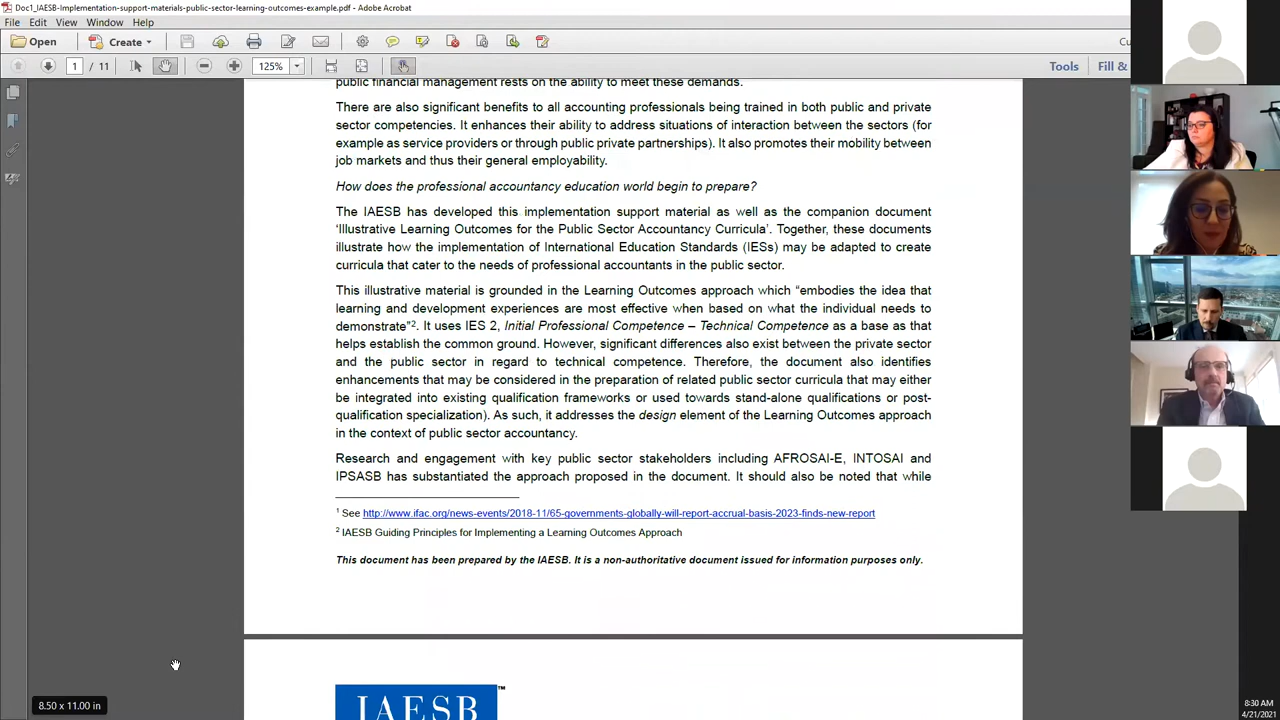 Doc1_IAESB-Implementation-support-materials-public-sector-learning-outcomes-example.pdf - Adobe Acrobat
File Edit View Window Help
Open Create
1 / 11 125% Tools Fill &
public financial management rests on the ability to meet these demands.
There are also significant benefits to all accounting professionals being trained in both public and private
sector competencies. It enhances their ability to address situations of interaction between the sectors (for
example as service providers or through public private partnerships). It also promotes their mobility between
job markets and thus their general employability.
How does the professional accountancy education world begin to prepare?
The IAESB has developed this implementation support material as well as the companion document
‘Illustrative Learning Outcomes for the Public Sector Accountancy Curricula’. Together, these documents
illustrate how the implementation of International Education Standards (IESs) may be adapted to create
curricula that cater to the needs of professional accountants in the public sector.
This illustrative material is grounded in the Learning Outcomes approach which “embodies the idea that
learning and development experiences are most effective when based on what the individual needs to
demonstrate”2. It uses IES 2, Initial Professional Competence – Technical Competence as a base as that
helps establish the common ground. However, significant differences also exist between the private sector
and the public sector in regard to technical competence. Therefore, the document also identifies
enhancements that may be considered in the preparation of related public sector curricula that may either
be integrated into existing qualification frameworks or used towards stand-alone qualifications or post-
qualification specialization). As such, it addresses the design element of the Learning Outcomes approach
in the context of public sector accountancy.
Research and engagement with key public sector stakeholders including AFROSAI-E, INTOSAI and
IPSASB has substantiated the approach proposed in the document. It should also be noted that while
1 See http://www.ifac.org/news-events/2018-11/65-governments-globally-will-report-accrual-basis-2023-finds-new-report
2 IAESB Guiding Principles for Implementing a Learning Outcomes Approach
This document has been prepared by the IAESB. It is a non-authoritative document issued for information purposes only.
IAESB™
8.50 x 11.00 in
8:30 AM
4/21/2021